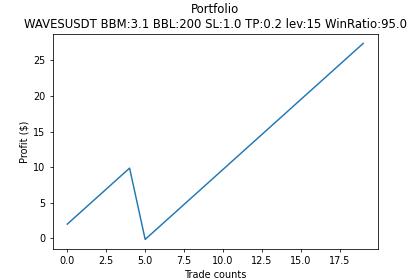 Portfolio
WAVESUSDT BBM:3.1 BBL:200 SL:1.0 TP:0.2 lev:15 WinRatio:95.0
Profit ($)
25
20
15
10
5
0
0.0 2.5 5.0 7.5 10.0 12.5 15.0 17.5
Trade counts